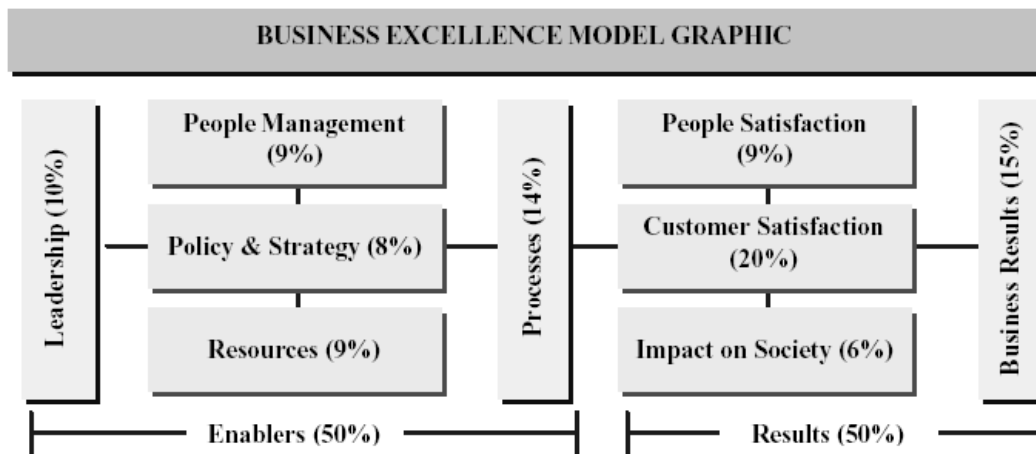 BUSINESS EXCELLENCE MODEL GRAPHIC
Leadership (10%)
People Management
(9%)
Policy & Strategy (8%)
Resources (9%)
Processes (14%)
People Satisfaction
(9%)
Customer Satisfaction
(20%)
Impact on Society (6%)
Business Results (15%)
Enablers (50%)
Results (50%)